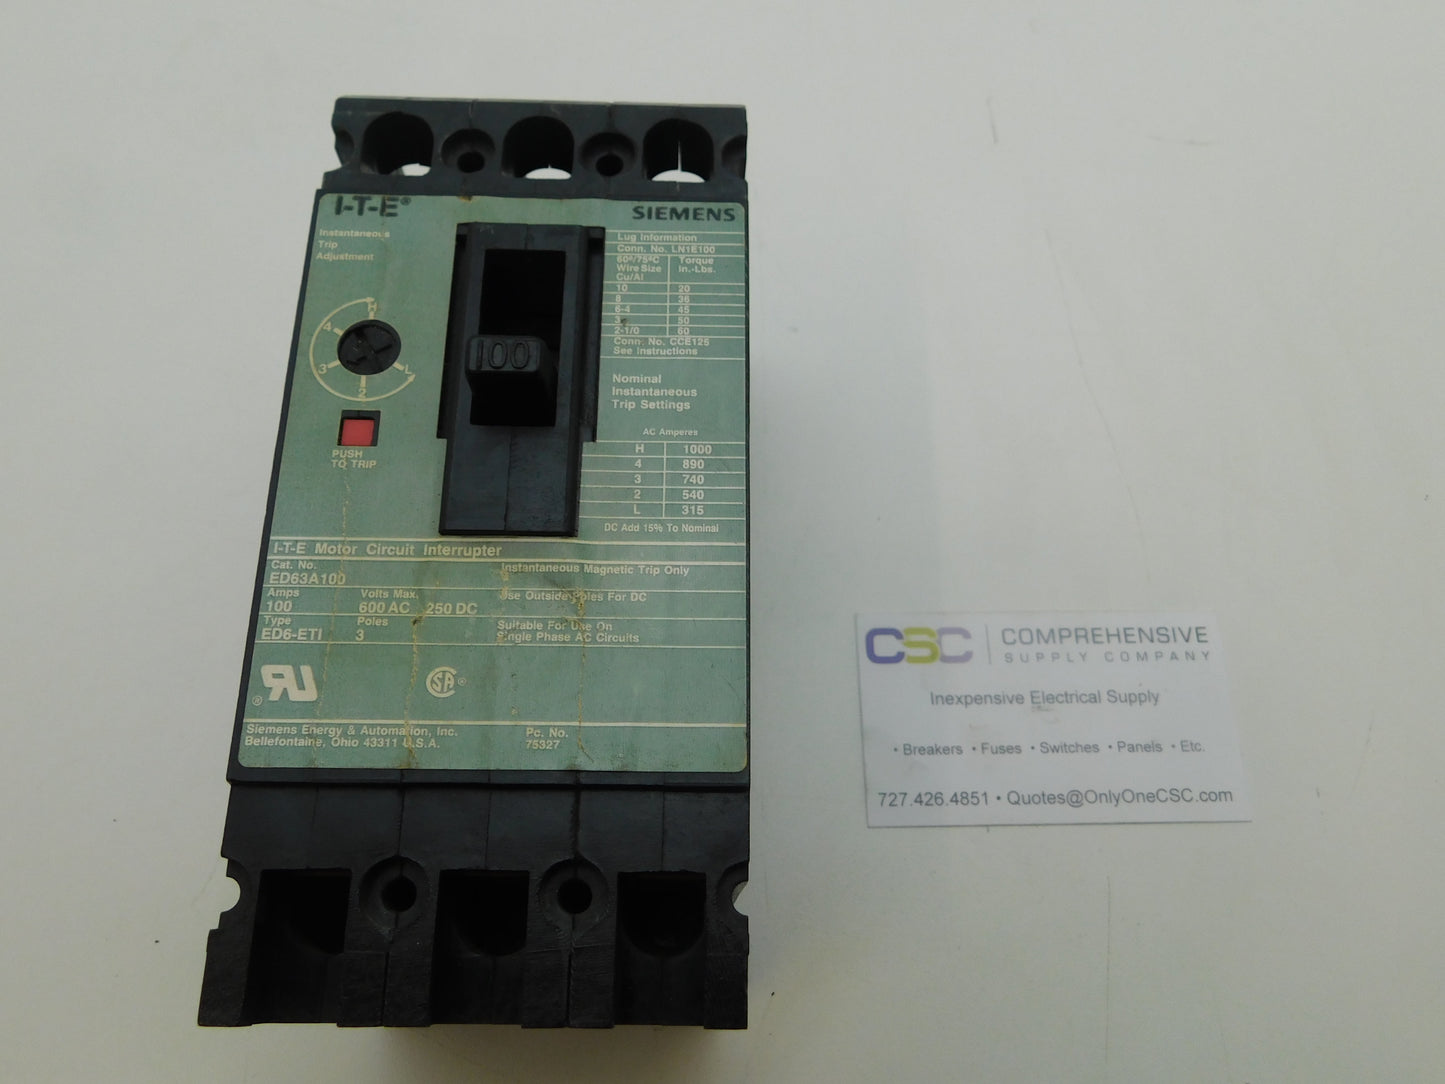 I-T-E®
SIEMENS
Instantaneous
Trip
Adjustment
H
4
3
2
L
PUSH
TO TRIP
100
Lug Information
Conn. No. LN1E100
60°/75°C Torque
Wire Size In.-Lbs.
Cu/Al
10 20
8 36
6-4 45
3 50
2-1/0 60
Conn. No. CCE125
See Instructions
Nominal
Instantaneous
Trip Settings
AC Amperes
H 1000
4 890
3 740
2 540
L 315
DC Add 15% To Nominal
I-T-E Motor Circuit Interrupter
Cat. No.
ED63A100
Instantaneous Magnetic Trip Only
Amps Volts Max.
100 600 AC 250 DC
Use Outside Poles For DC
Type Poles
ED6-ETI 3
Suitable For Use On
Single Phase AC Circuits
®
SA ®
Siemens Energy & Automation, Inc.
Bellefontaine, Ohio 43311 U.S.A.
Pc. No.
75327
CSC
COMPREHENSIVE
SUPPLY COMPANY
Inexpensive Electrical Supply
• Breakers • Fuses • Switches • Panels • Etc.
727.426.4851 • Quotes@OnlyOneCSC.com